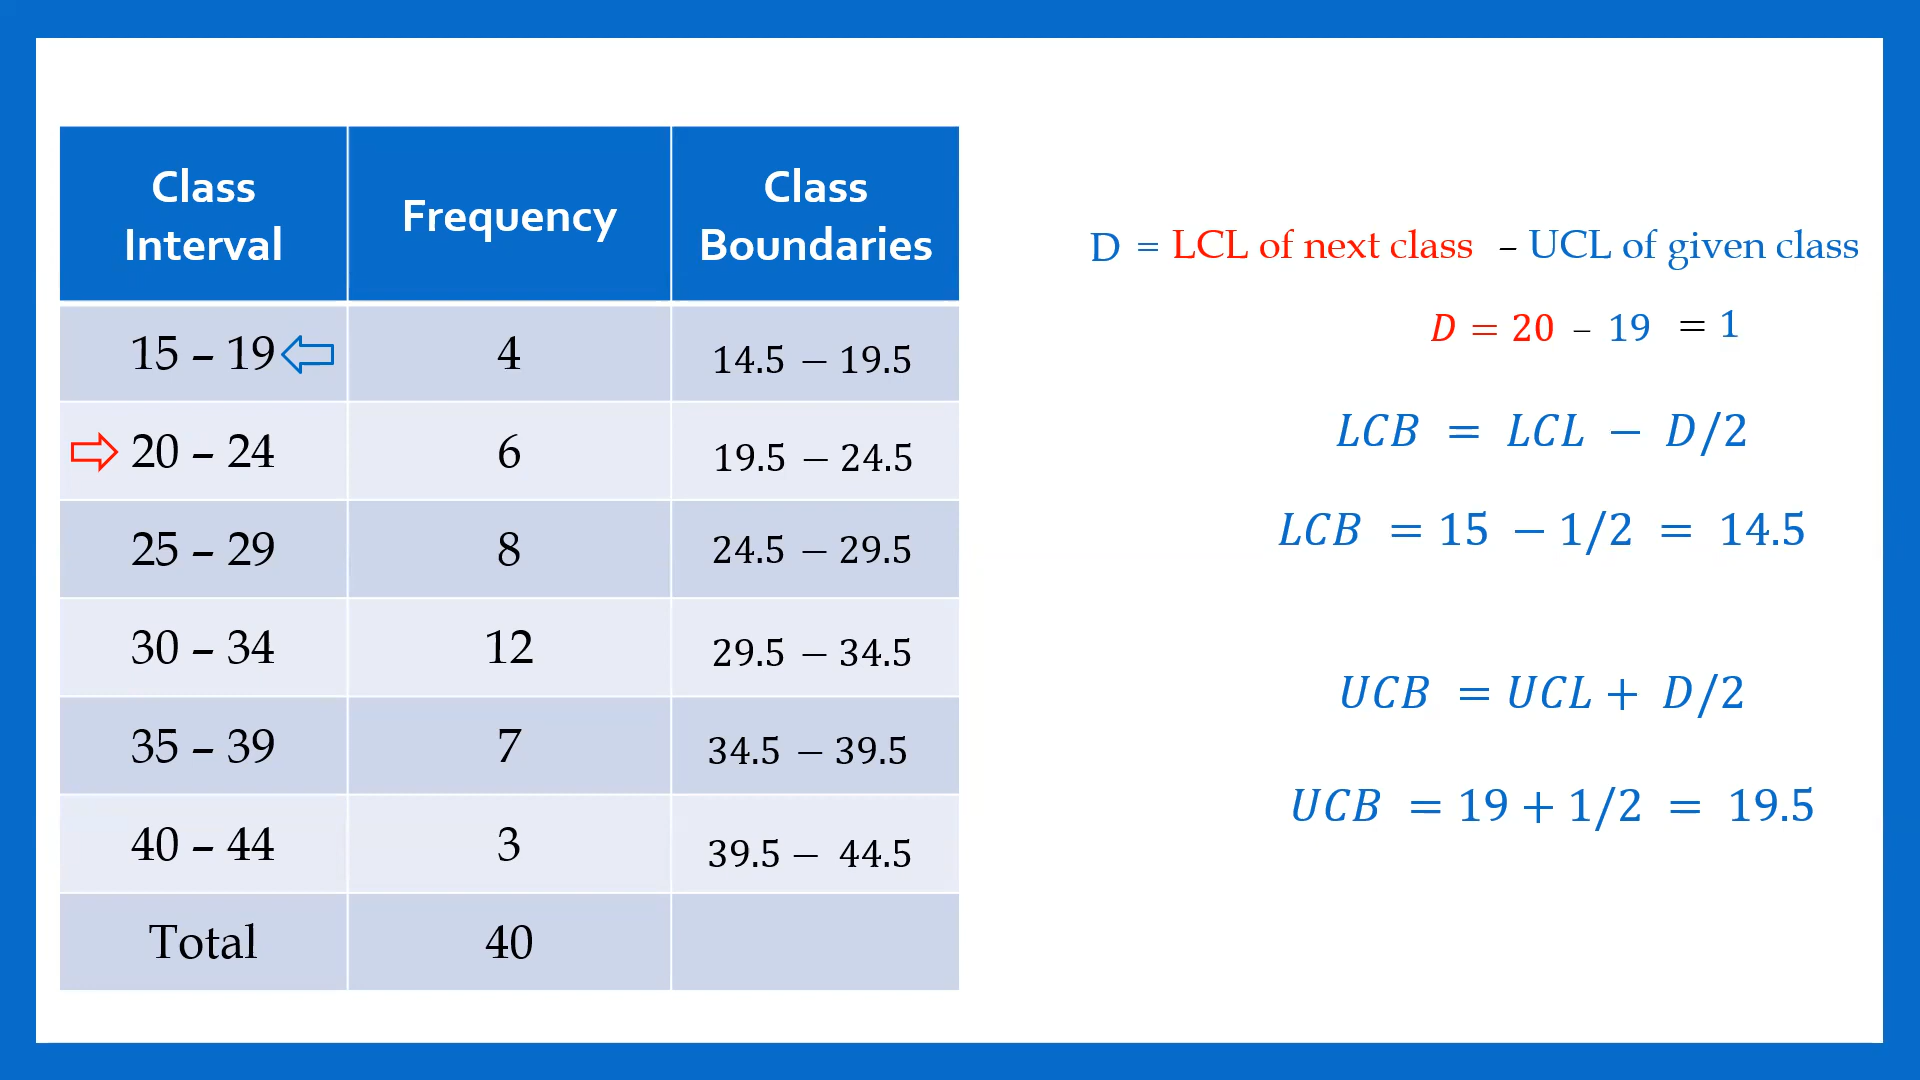 Class Interval Frequency Class Boundaries
15 – 19 4 14.5 – 19.5
20 – 24 6 19.5 – 24.5
25 – 29 8 24.5 – 29.5
30 – 34 12 29.5 – 34.5
35 – 39 7 34.5 – 39.5
40 – 44 3 39.5 – 44.5
Total 40
D = LCL of next class – UCL of given class
D = 20 – 19 = 1
LCB = LCL − D/2
LCB = 15 − 1/2 = 14.5
UCB = UCL + D/2
UCB = 19 + 1/2 = 19.5